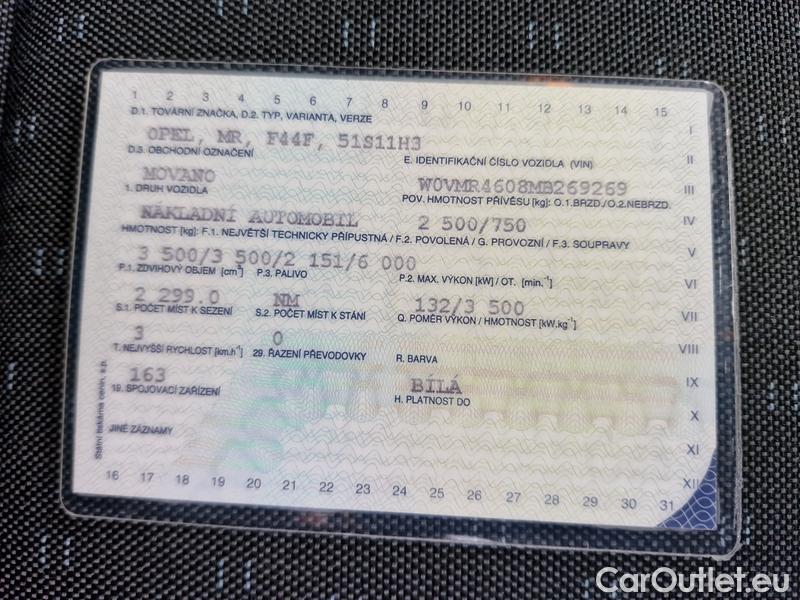 1 2 3 4 5 6 7 8 9 10 11 12 13 14 15
D.1. TOVÁRNÍ ZNAČKA, D.2. TYP, VARIANTA, VERZE
I
OPEL, MR, F44F, 51S11H3
D.3. OBCHODNÍ OZNAČENÍ E. IDENTIFIKAČNÍ ČÍSLO VOZIDLA (VIN)
II
MOVANO W0VMR4608MB269269
III
1. DRUH VOZIDLA POV. HMOTNOST PŘÍVĚSU [kg]: O.1.BRZD./O.2.NEBRZD.
NÁKLADNÍ AUTOMOBIL 2 500/750
IV
HMOTNOST [kg]: F.1. NEJVĚTŠÍ TECHNICKY PŘÍPUSTNÁ / F.2. POVOLENÁ / G. PROVOZNÍ / F.3. SOUPRAVY
V
3 500/3 500/2 151/6 000
P.1. ZDVIHOVÝ OBJEM [cm³] P.3. PALIVO P.2. MAX. VÝKON [kW] / OT. [min.⁻¹]
VI
2 299.0 NM 132/3 500
S.1. POČET MÍST K SEZENÍ S.2. POČET MÍST K STÁNÍ Q. POMĚR VÝKON / HMOTNOST [kW.kg⁻¹]
VII
3 0
VIII
T. NEJVYŠŠÍ RYCHLOST [km.h⁻¹] 29. ŘAZENÍ PŘEVODOVKY R. BARVA
163 BÍLÁ
IX
19. SPOJOVACÍ ZAŘÍZENÍ H. PLATNOST DO
X
JINÉ ZÁZNAMY
XI
XII
Státní tiskárna cenin, s.p.
16 17 18 19 20 21 22 23 24 25 26 27 28 29 30 31
CarOutlet.eu